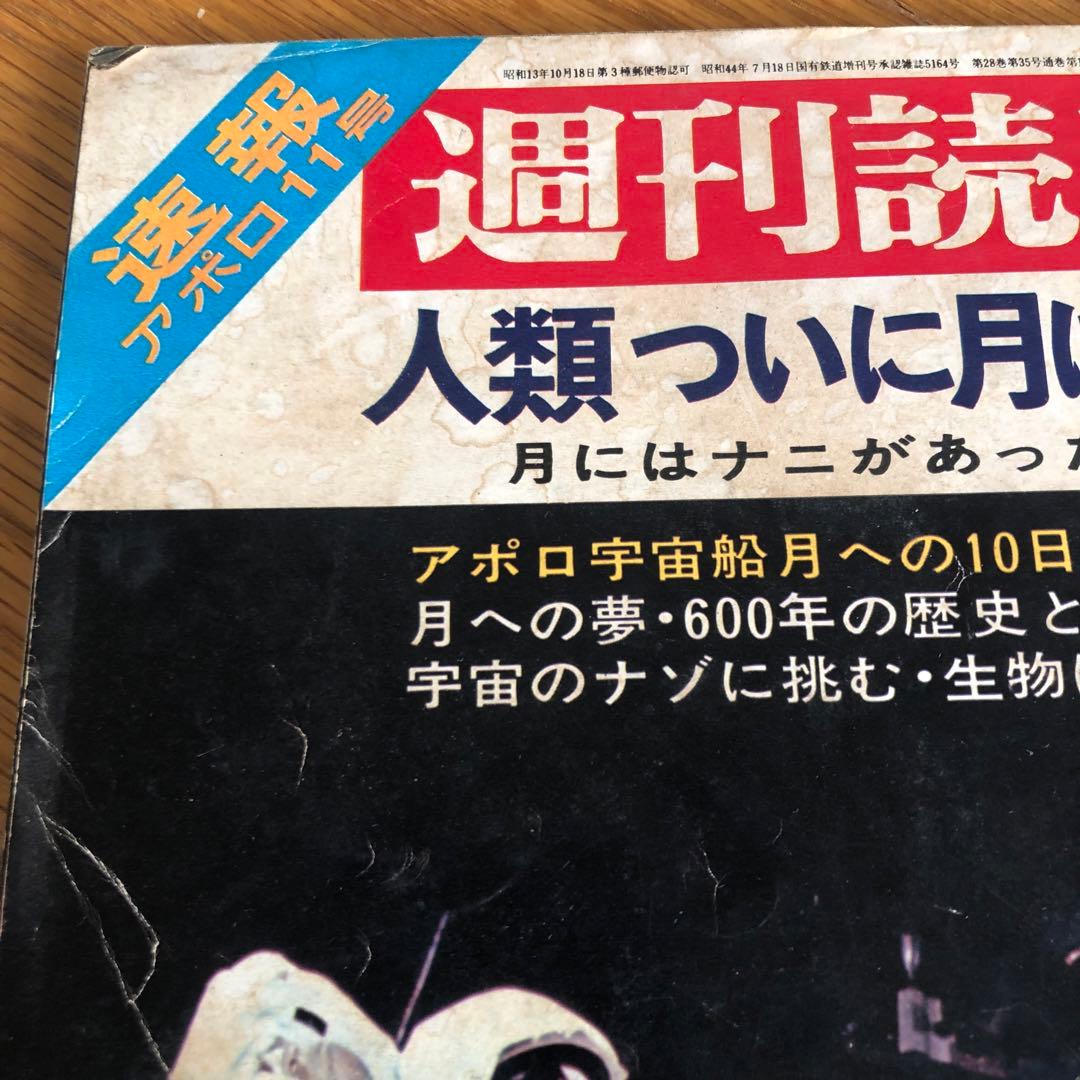 速報
アポロ11号
昭和13年10月18日第3種郵便物認可 昭和44年7月18日国有鉄道増刊号承認雑誌5164号 第28巻第35号通巻第1
週刊読
人類ついに月に
月にはナニがあった
アポロ宇宙船月への10日
月への夢・600年の歴史と
宇宙のナゾに挑む・生物は